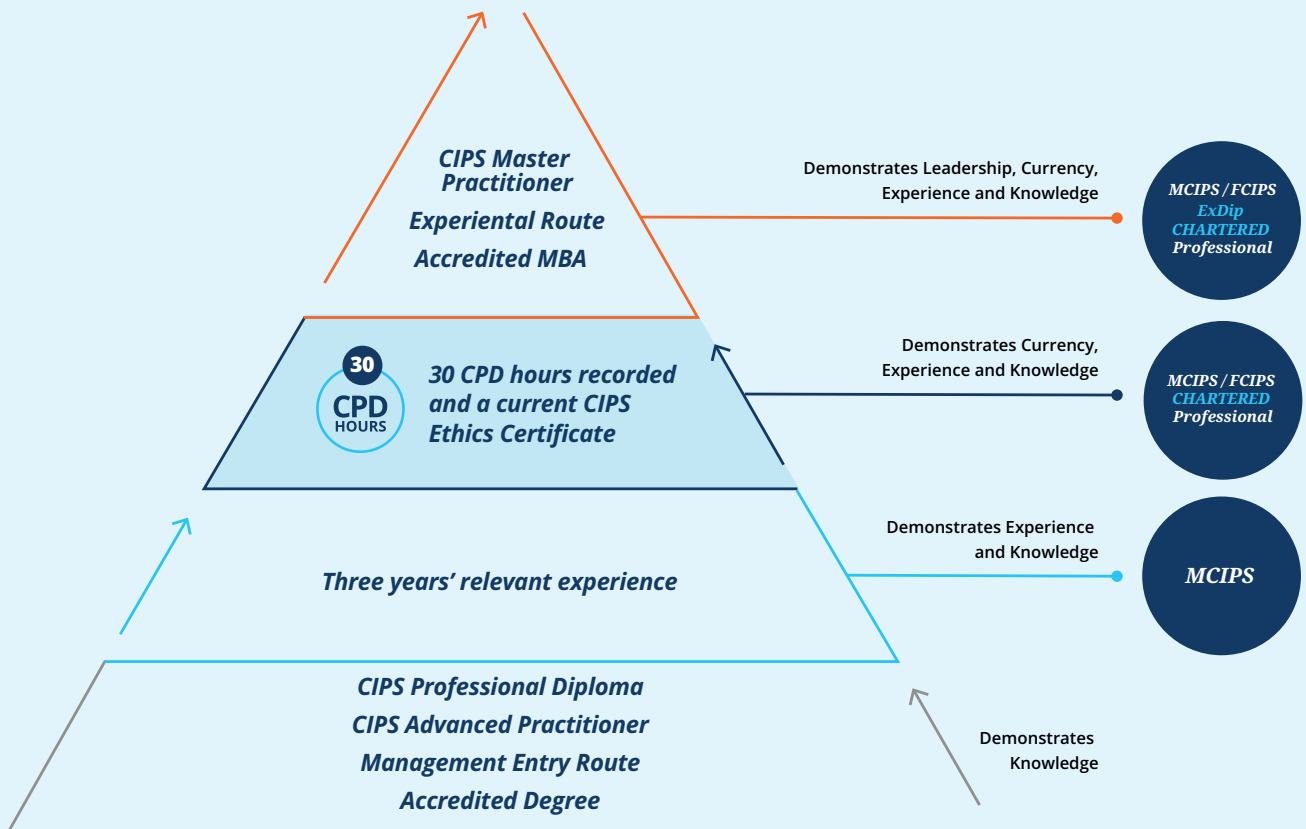 CIPS Master
Practitioner
Experiental Route
Accredited MBA
Demonstrates Leadership, Currency,
Experience and Knowledge
MCIPS / FCIPS
ExDip
CHARTERED
Professional
30
CPD
HOURS
30 CPD hours recorded
and a current CIPS
Ethics Certificate
Demonstrates Currency,
Experience and Knowledge
MCIPS / FCIPS
CHARTERED
Professional
Three years’ relevant experience
Demonstrates Experience
and Knowledge
MCIPS
CIPS Professional Diploma
CIPS Advanced Practitioner
Management Entry Route
Accredited Degree
Demonstrates
Knowledge